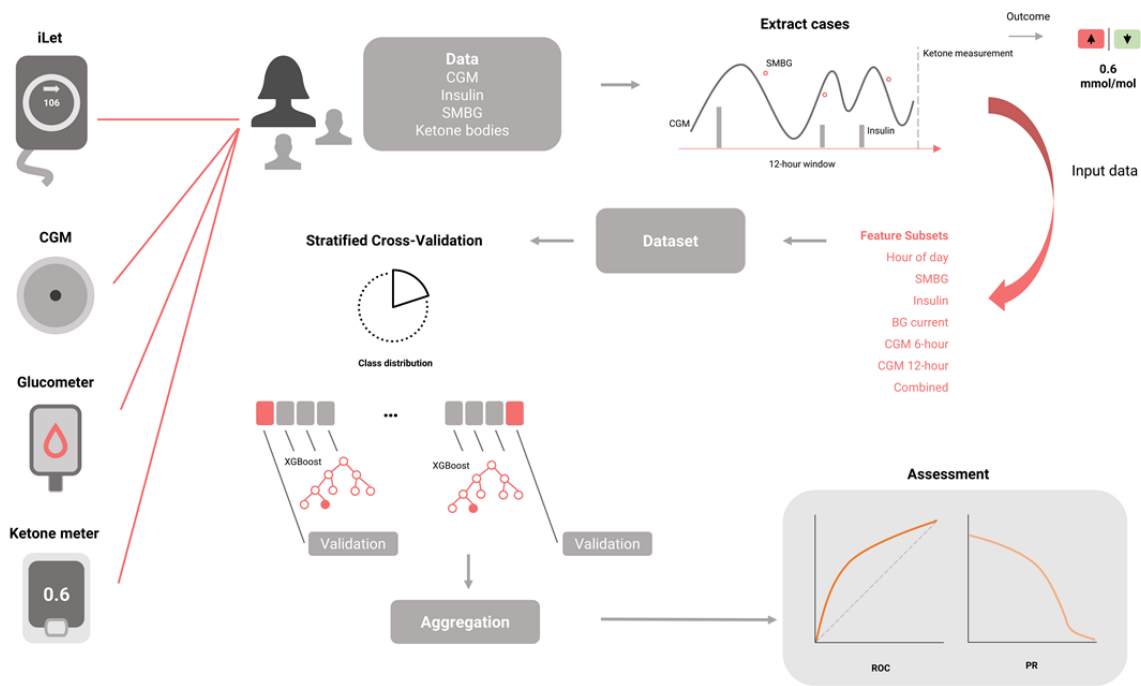 iLet
106
CGM
Glucometer
Ketone meter
0.6
Data
CGM
Insulin
SMBG
Ketone bodies
Extract cases
SMBG
CGM
Insulin
12-hour window
Ketone measurement
Outcome
0.6
mmol/mol
Input data
Feature Subsets
Hour of day
SMBG
Insulin
BG current
CGM 6-hour
CGM 12-hour
Combined
Dataset
Stratified Cross-Validation
Class distribution
...
XGBoost
XGBoost
Validation
Validation
Aggregation
Assessment
ROC
PR